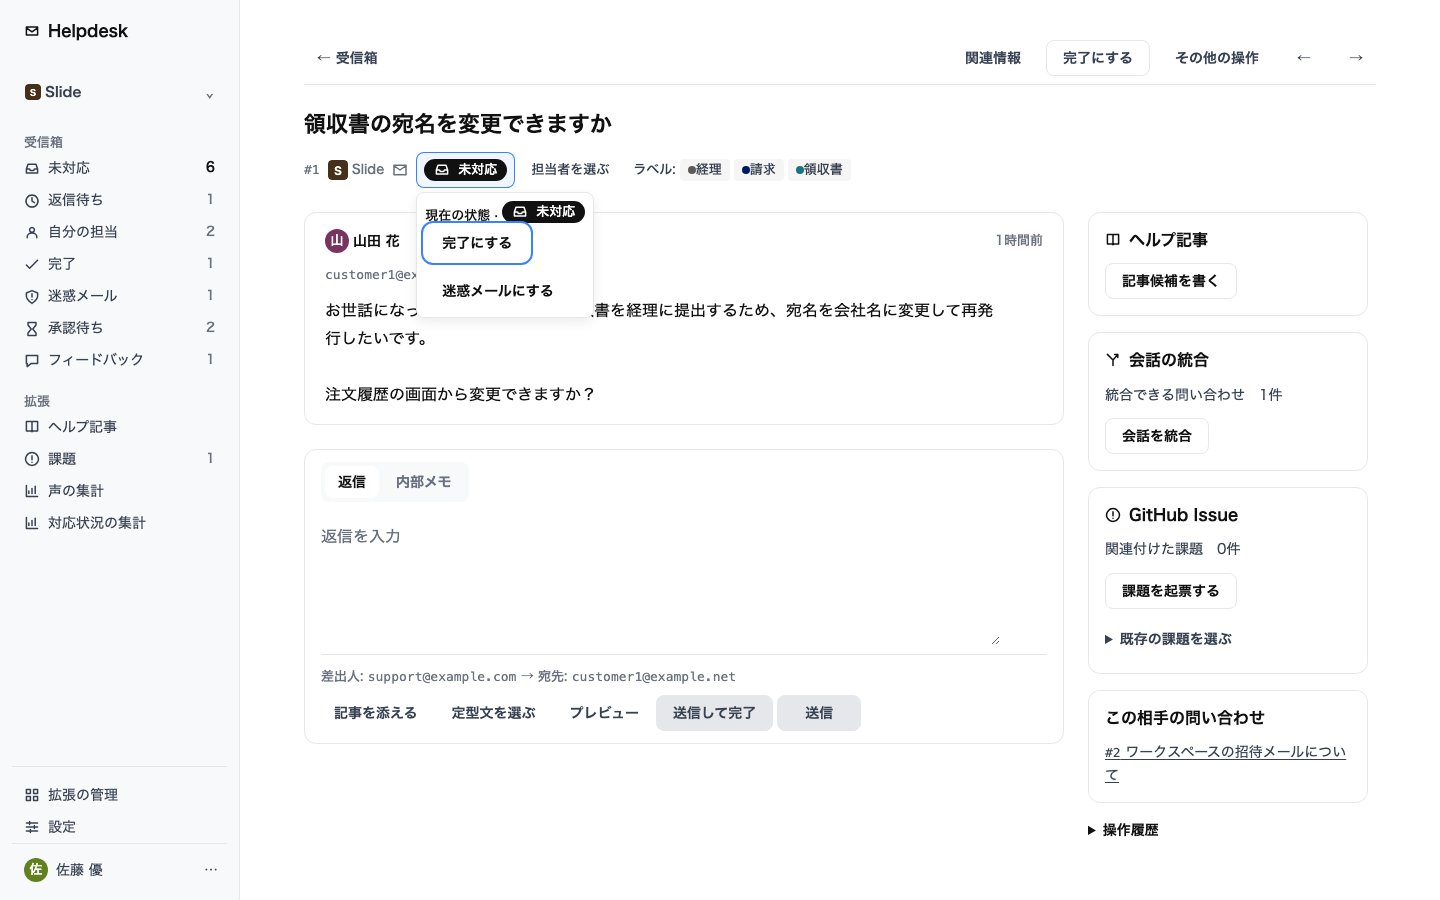 Helpdesk
S Slide
受信箱
未対応 6
返信待ち 1
自分の担当 2
完了 1
迷惑メール 1
承認待ち 2
フィードバック 1
拡張
ヘルプ記事
課題 1
声の集計
対応状況の集計
拡張の管理
設定
佐 佐藤 優 …
← 受信箱 関連情報 完了にする その他の操作 ← →
領収書の宛名を変更できますか
#1 S Slide 未対応 担当者を選ぶ ラベル: 経理 請求 領収書
現在の状態 · 未対応
完了にする
迷惑メールにする
山 山田 花 1時間前
customer1@ex
お世話になっ 書を経理に提出するため、宛名を会社名に変更して再発
行したいです。
注文履歴の画面から変更できますか？
返信 内部メモ
返信を入力
差出人: support@example.com → 宛先: customer1@example.net
記事を添える 定型文を選ぶ プレビュー 送信して完了 送信
ヘルプ記事
記事候補を書く
会話の統合
統合できる問い合わせ 1件
会話を統合
GitHub Issue
関連付けた課題 0件
課題を起票する
既存の課題を選ぶ
この相手の問い合わせ
#2 ワークスペースの招待メールについ
て
操作履歴